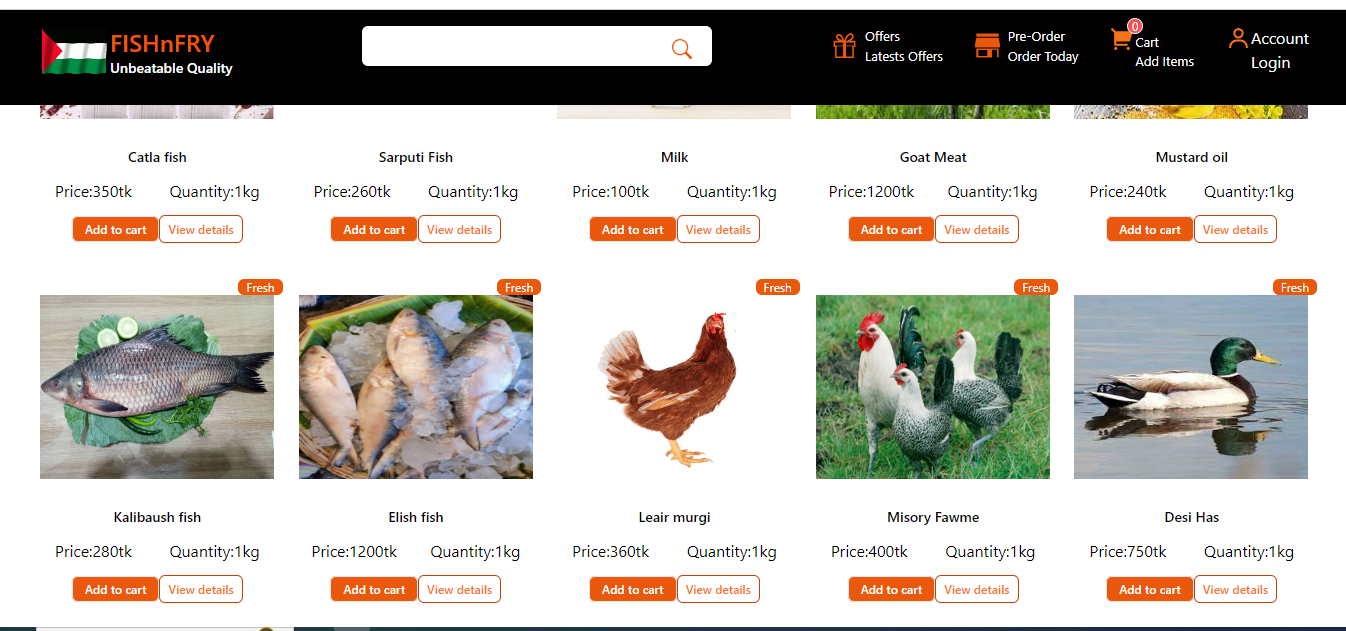 FISHnFRY
Unbeatable Quality
Offers
Latests Offers
Pre-Order
Order Today
0
Cart
Add Items
Account
Login
Catla fish
Price:350tk Quantity:1kg
Add to cart View details
Sarputi Fish
Price:260tk Quantity:1kg
Add to cart View details
Milk
Price:100tk Quantity:1kg
Add to cart View details
Goat Meat
Price:1200tk Quantity:1kg
Add to cart View details
Mustard oil
Price:240tk Quantity:1kg
Add to cart View details
Fresh
Kalibaush fish
Price:280tk Quantity:1kg
Add to cart View details
Fresh
Elish fish
Price:1200tk Quantity:1kg
Add to cart View details
Fresh
Leair murgi
Price:360tk Quantity:1kg
Add to cart View details
Fresh
Misory Fawme
Price:400tk Quantity:1kg
Add to cart View details
Fresh
Desi Has
Price:750tk Quantity:1kg
Add to cart View details